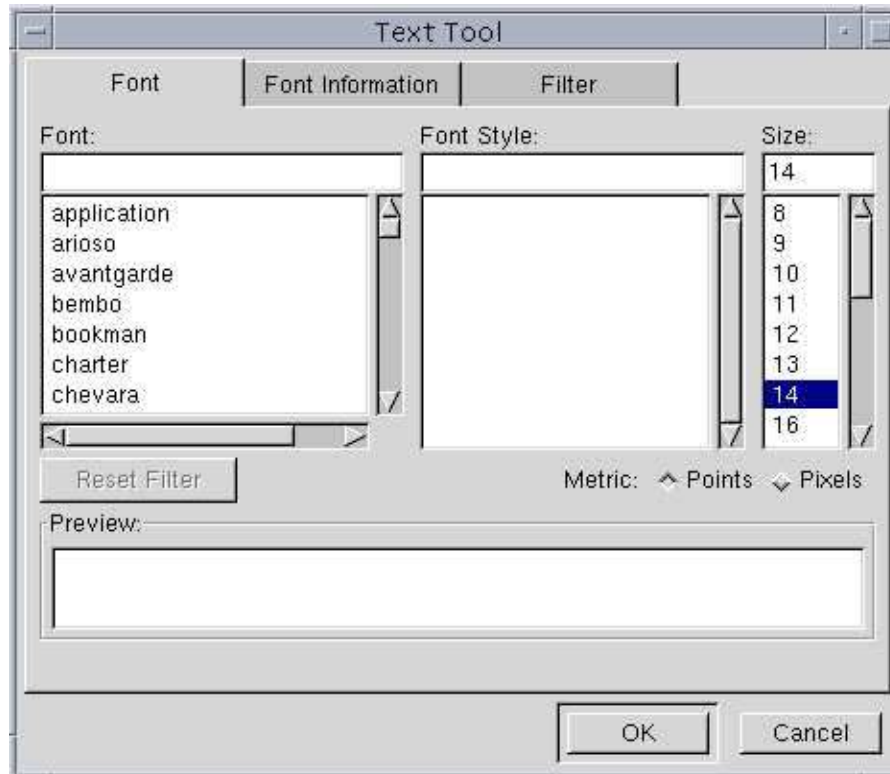 Text Tool
Font Font Information Filter
Font: Font Style: Size:
14
application
arioso
avantgarde
bembo
bookman
charter
chevara
8
9
10
11
12
13
14
16
Reset Filter Metric: Points Pixels
Preview:
OK Cancel